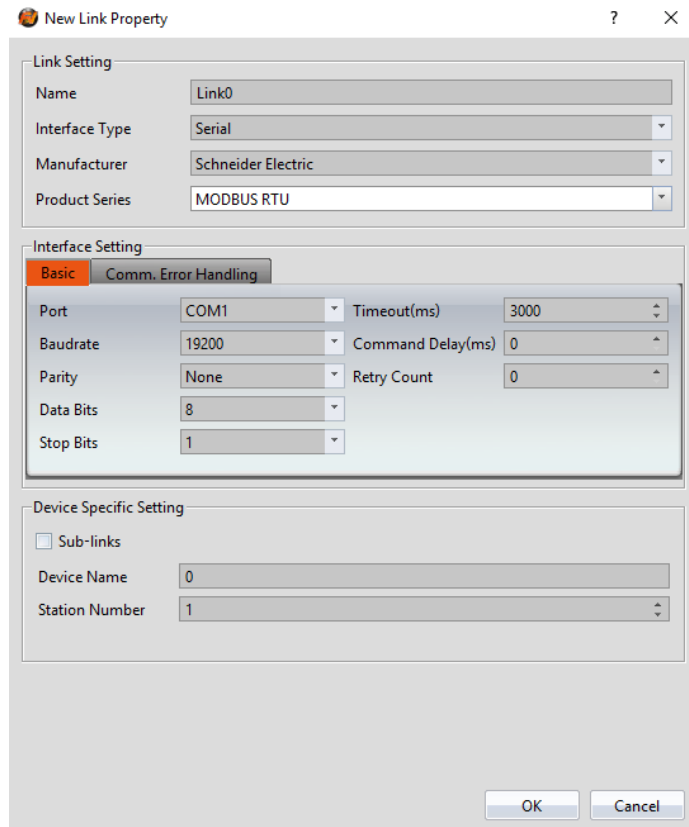 New Link Property ? ×
Link Setting
Name Link0
Interface Type Serial
Manufacturer Schneider Electric
Product Series MODBUS RTU
Interface Setting
Basic Comm. Error Handling
Port COM1 Timeout(ms) 3000
Baudrate 19200 Command Delay(ms) 0
Parity None Retry Count 0
Data Bits 8
Stop Bits 1
Device Specific Setting
Sub-links
Device Name 0
Station Number 1
OK Cancel